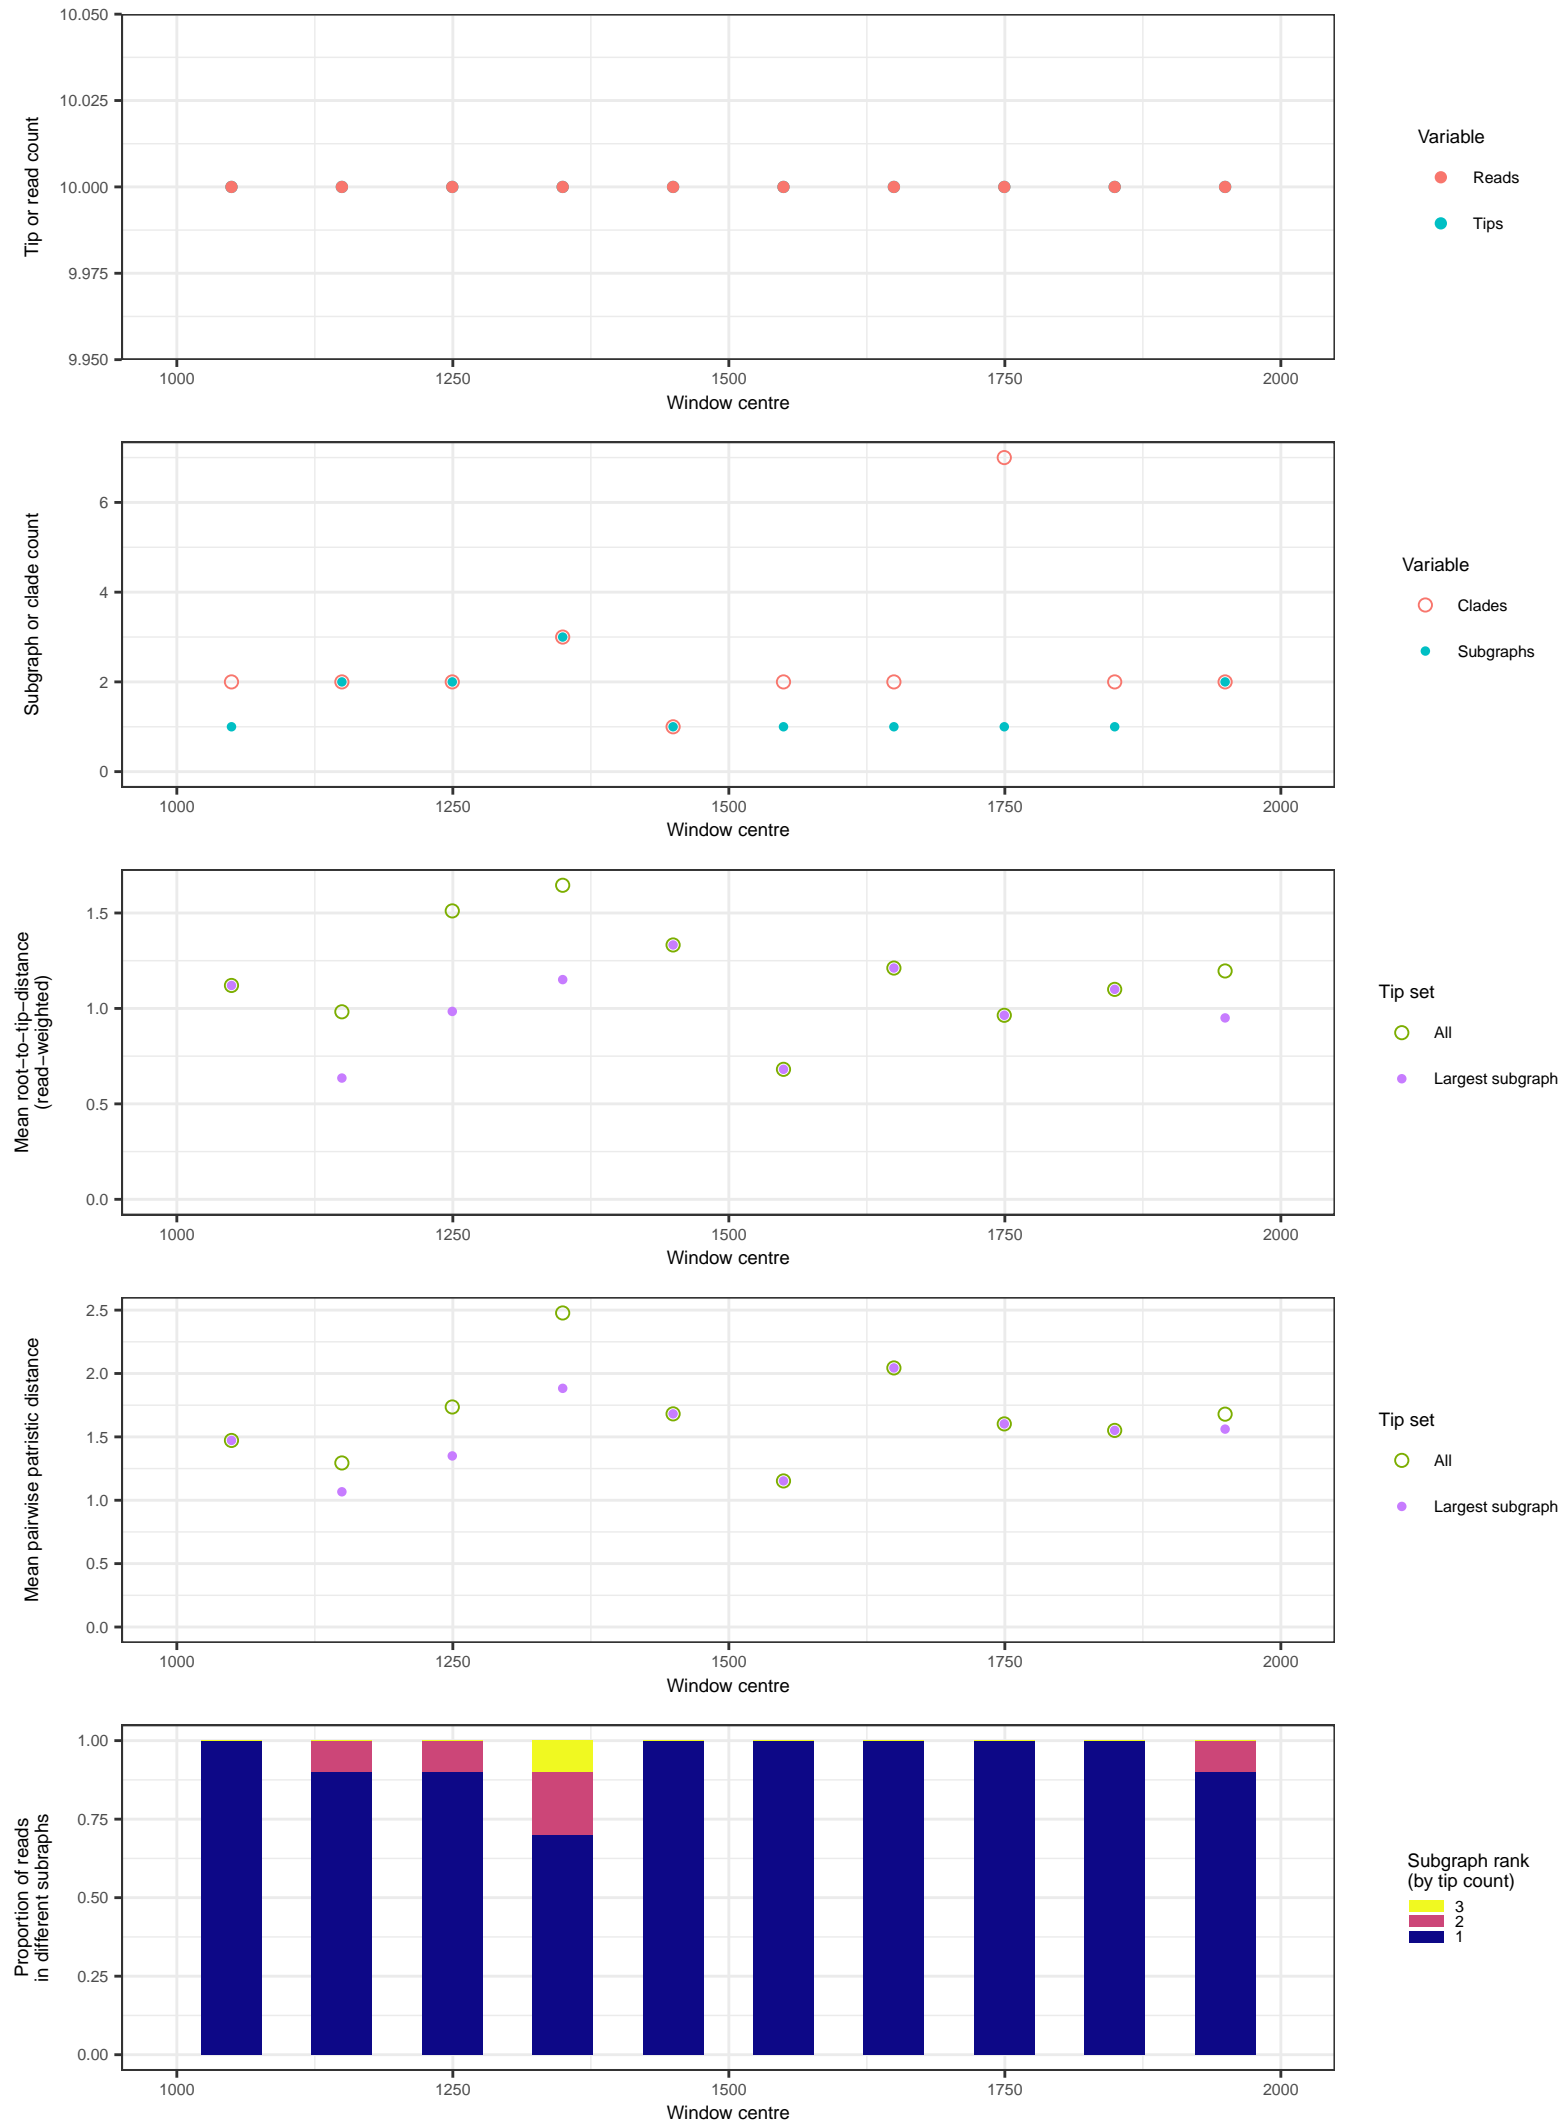 10.050
10.025
10.000
9.975
9.950
Tip or read count
1000 1250 1500 1750 2000
Window centre
Variable
Reads
Tips
6
4
2
0
Subgraph or clade count
1000 1250 1500 1750 2000
Window centre
Variable
Clades
Subgraphs
1.5
1.0
0.5
0.0
Mean root−to−tip−distance
(read−weighted)
1000 1250 1500 1750 2000
Window centre
Tip set
All
Largest subgraph
2.5
2.0
1.5
1.0
0.5
0.0
Mean pairwise patristic distance
1000 1250 1500 1750 2000
Window centre
Tip set
All
Largest subgraph
1.00
0.75
0.50
0.25
0.00
Proportion of reads
in different subraphs
1000 1250 1500 1750 2000
Window centre
Subgraph rank
(by tip count)
3
2
1